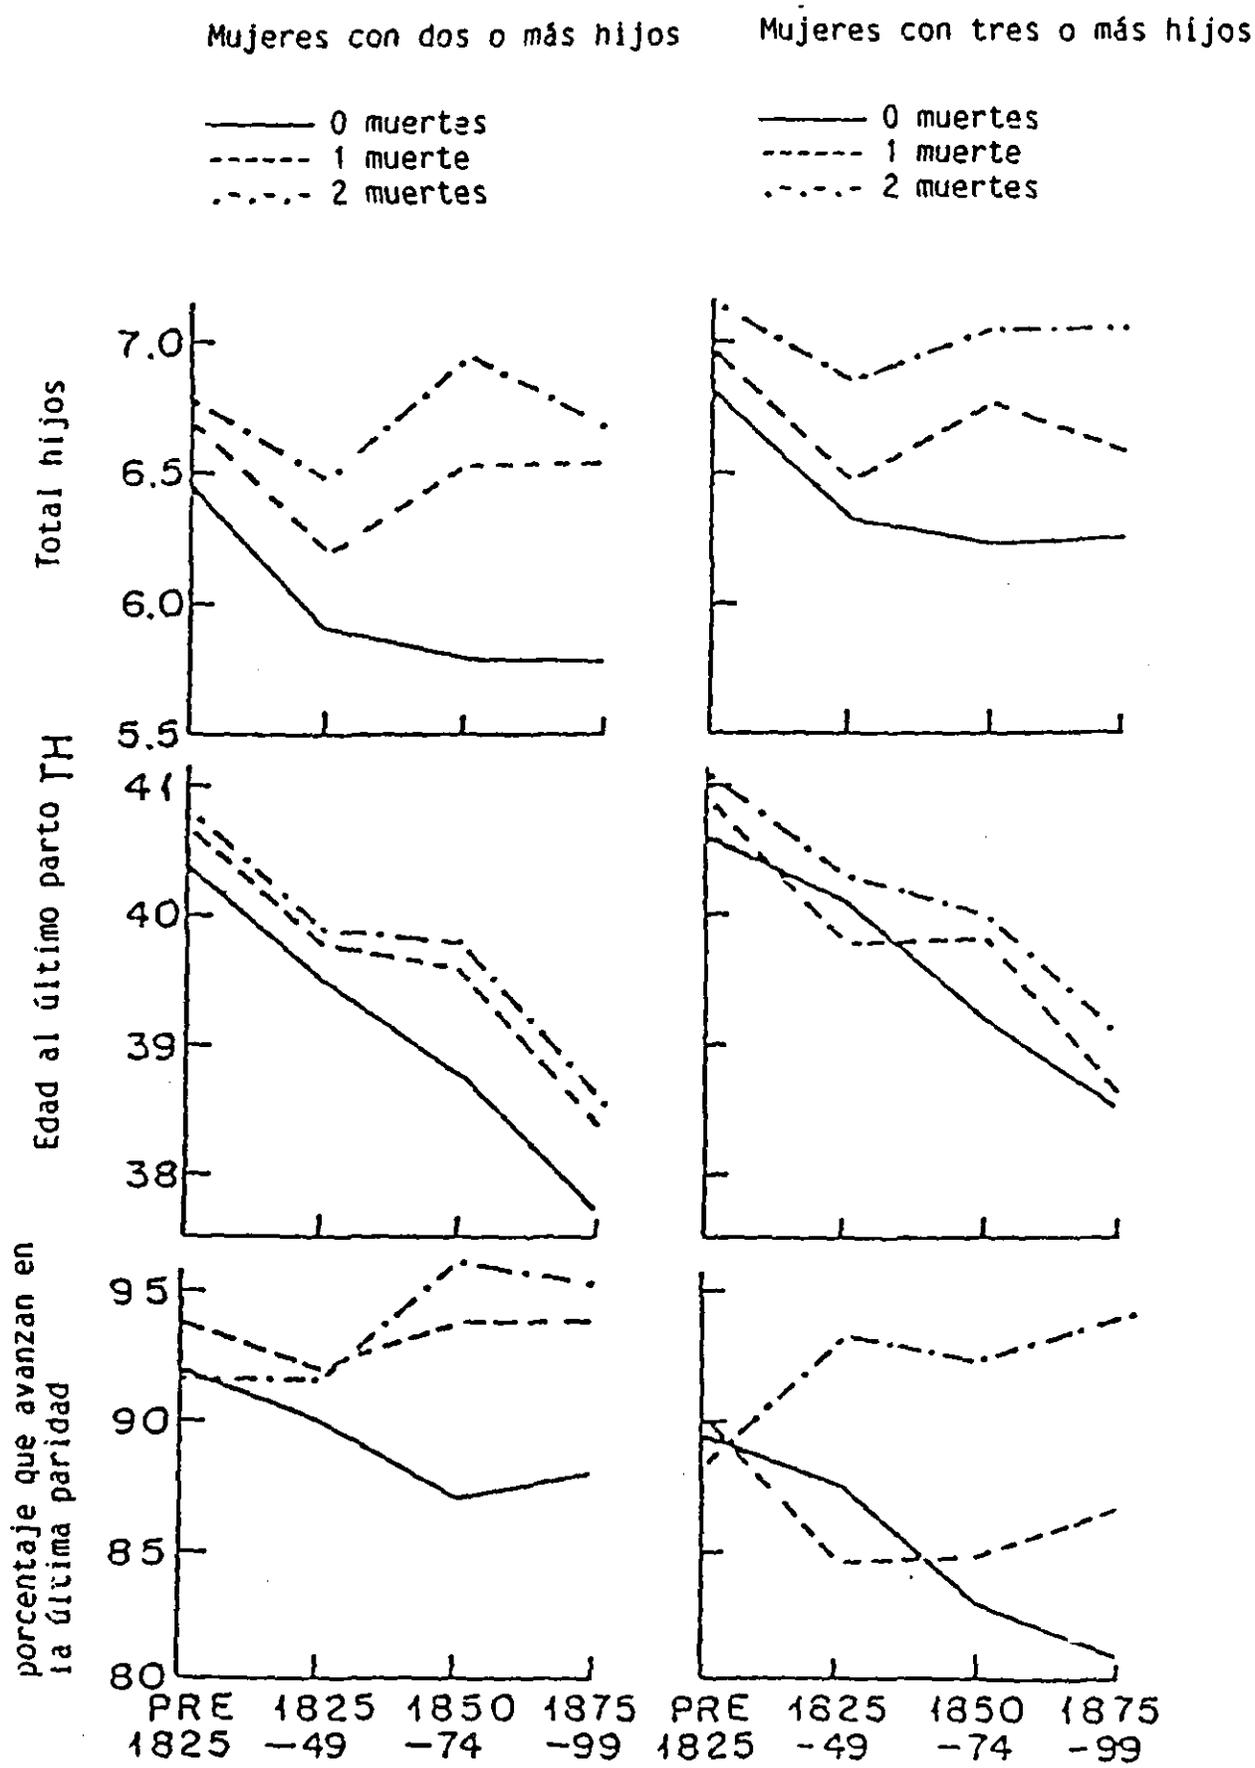 Mujeres con dos o más hijos
0 muertes
1 muerte
2 muertes
Mujeres con tres o más hijos
0 muertes
1 muerte
2 muertes
Total hijos
7.0
6.5
6.0
5.5
Edad al último parto TH
41
40
39
38
porcentaje que avanzan en
la última paridad
95
90
85
80
PRE 1825 1850 1875
1825 -49 -74 -99
PRE 1825 1850 1875
1825 -49 -74 -99